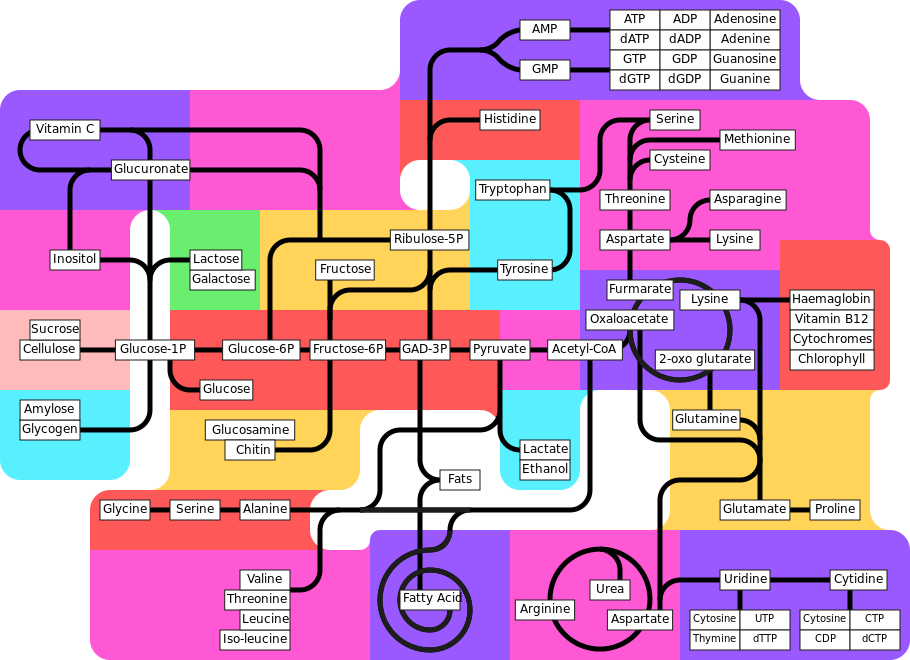 AMP
ATP ADP Adenosine
dATP dADP Adenine
GMP
GTP GDP Guanosine
dGTP dGDP Guanine
Vitamin C
Histidine
Serine
Methionine
Cysteine
Glucuronate
Tryptophan
Threonine
Asparagine
Aspartate
Lysine
Ribulose-5P
Inositol
Lactose
Galactose
Fructose
Tyrosine
Furmarate
Lysine
Oxaloacetate
Haemaglobin
Vitamin B12
Cytochromes
Chlorophyll
2-oxo glutarate
Sucrose
Cellulose
Glucose-1P
Glucose-6P
Fructose-6P
GAD-3P
Pyruvate
Acetyl-CoA
Glucose
Amylose
Glycogen
Glucosamine
Chitin
Glutamine
Lactate
Ethanol
Fats
Glycine
Serine
Alanine
Glutamate
Proline
Valine
Threonine
Leucine
Iso-leucine
Fatty Acid
Urea
Arginine
Aspartate
Uridine
Cytidine
Cytosine UTP
Thymine dTTP
Cytosine CTP
CDP dCTP